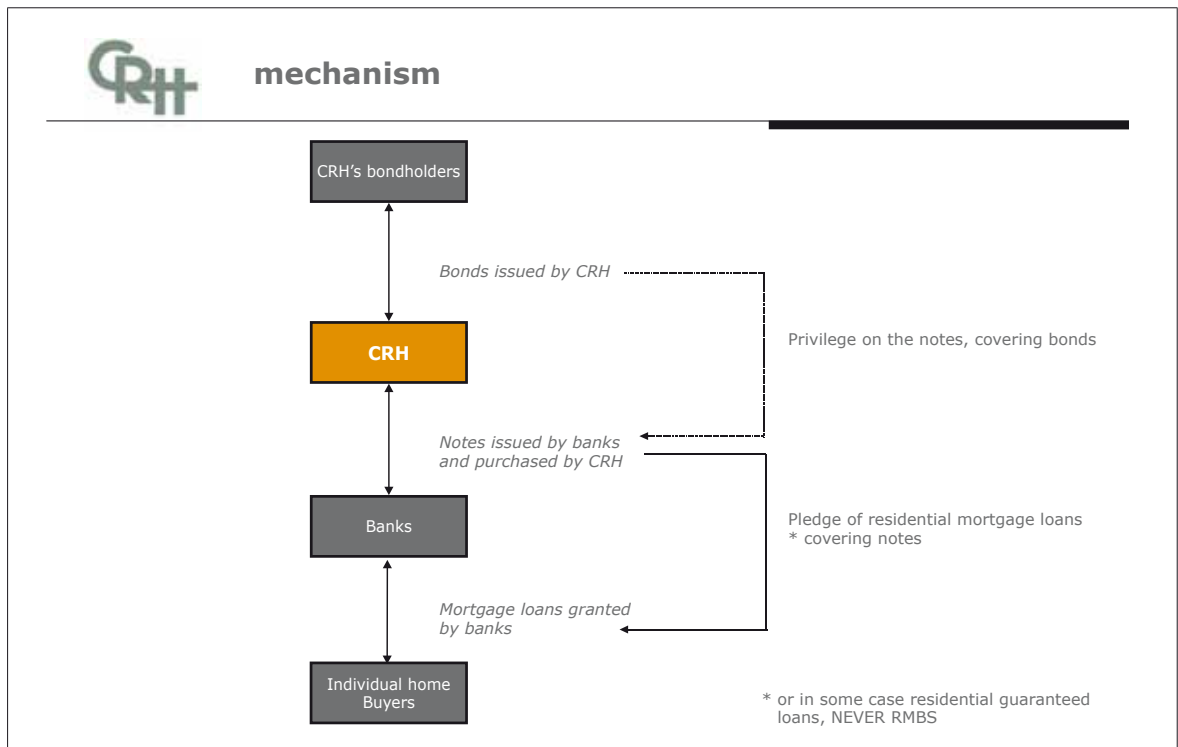 CRH mechanism
CRH's bondholders
Bonds issued by CRH
Privilege on the notes, covering bonds
CRH
Notes issued by banks
and purchased by CRH
Banks
Pledge of residential mortgage loans
* covering notes
Mortgage loans granted
by banks
Individual home
Buyers
* or in some case residential guaranteed
loans, NEVER RMBS